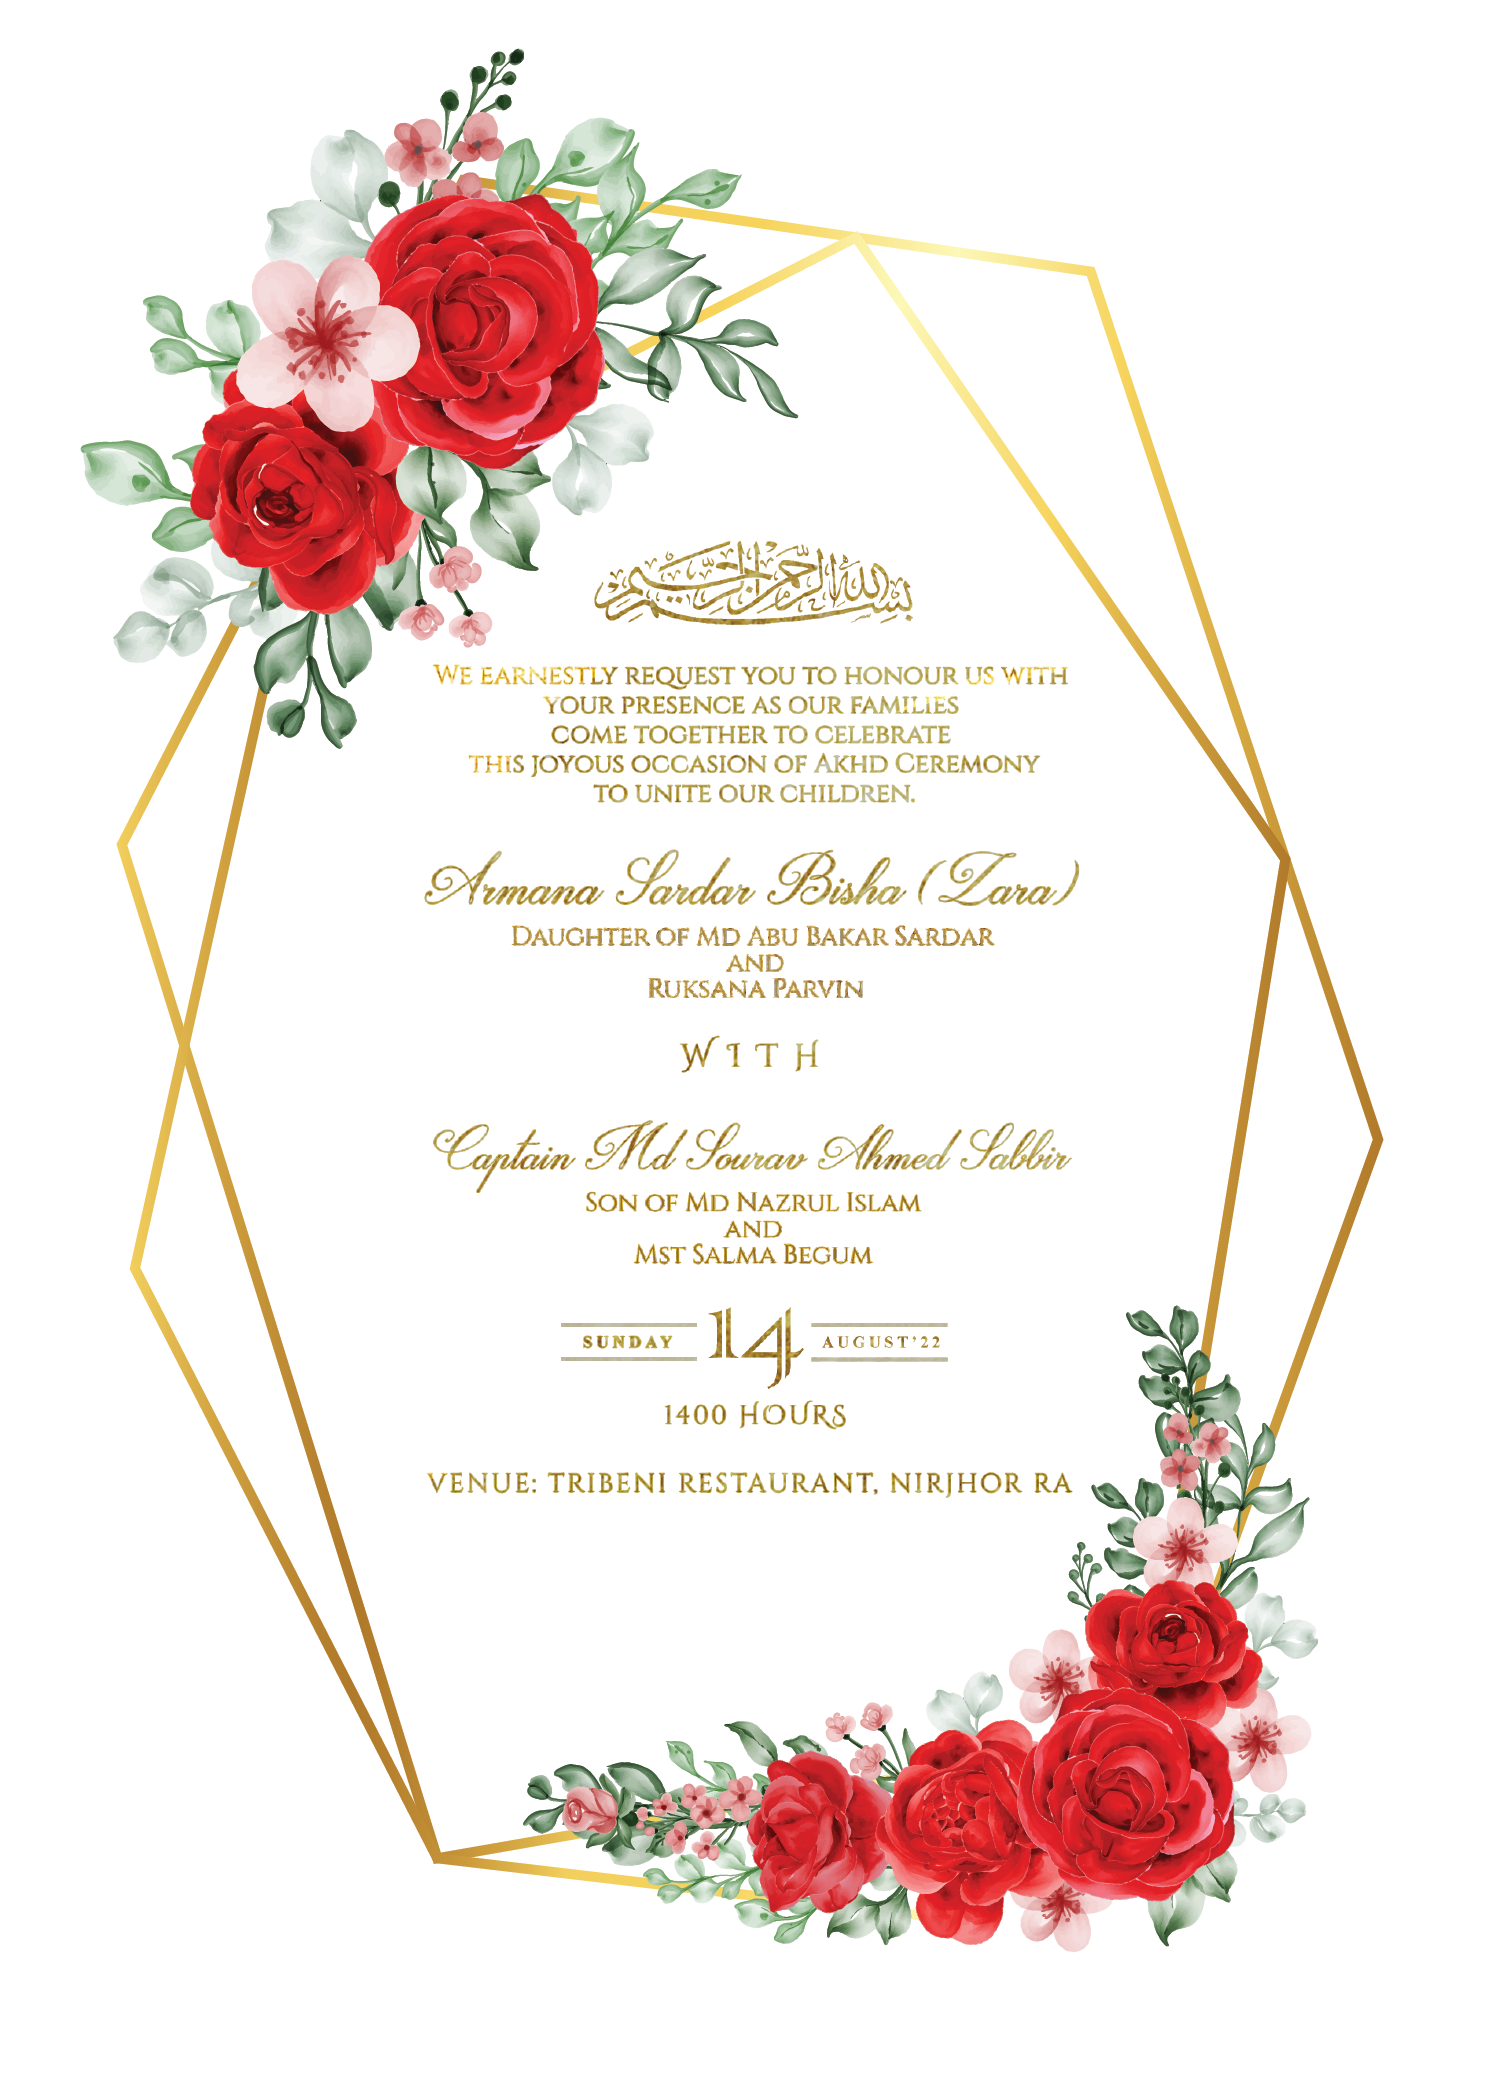 بسم الله الرحمن الرحيم
We earnestly request you to honour us with
your presence as our families
come together to celebrate
this joyous occasion of Akhd Ceremony
to unite our children.
Armana Sardar Bisha (Zara)
Daughter of Md Abu Bakar Sardar
and
Ruksana Parvin
WITH
Captain Md Sourav Ahmed Sabbir
Son of Md Nazrul Islam
and
Mst Salma Begum
SUNDAY 14 AUGUST'22
1400 HOURS
VENUE: TRIBENI RESTAURANT, NIRJHOR RA